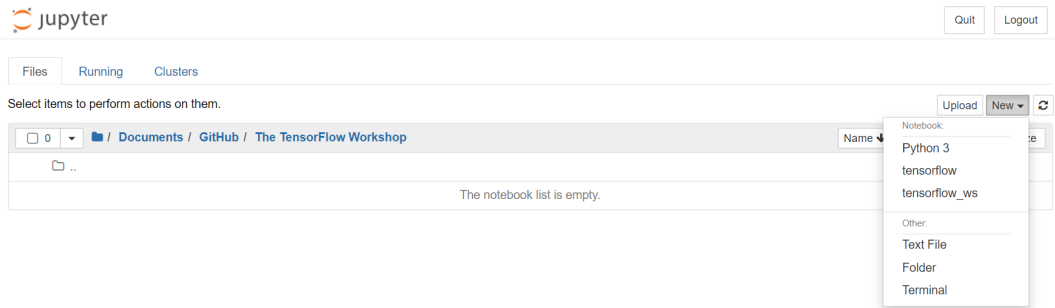 jupyter
Quit Logout
Files Running Clusters
Select items to perform actions on them.
Upload New
0 / Documents / GitHub / The TensorFlow Workshop
Name
..
The notebook list is empty.
Notebook:
Python 3
tensorflow
tensorflow_ws
Other:
Text File
Folder
Terminal